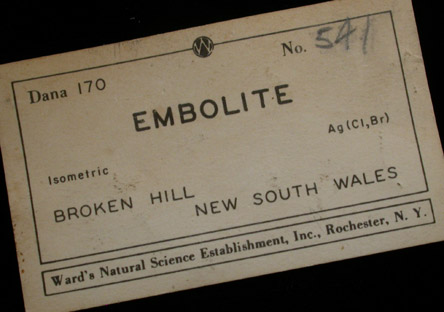 W
Dana 170 No. 541
EMBOLITE
Ag(Cl,Br)
Isometric
BROKEN HILL NEW SOUTH WALES
Ward's Natural Science Establishment, Inc., Rochester, N. Y.